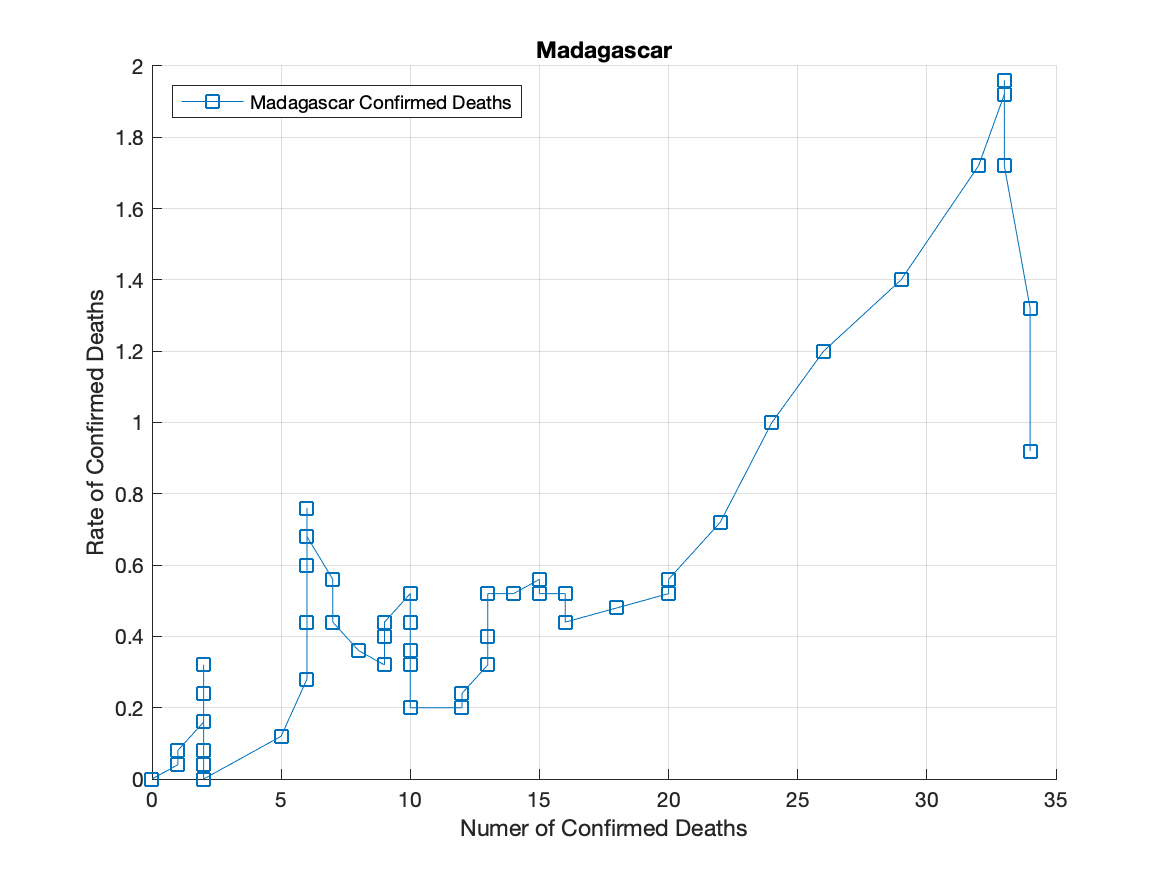 Madagascar
Madagascar Confirmed Deaths
2
1.8
1.6
1.4
1.2
1
0.8
0.6
0.4
0.2
0
Rate of Confirmed Deaths
0 5 10 15 20 25 30 35
Numer of Confirmed Deaths